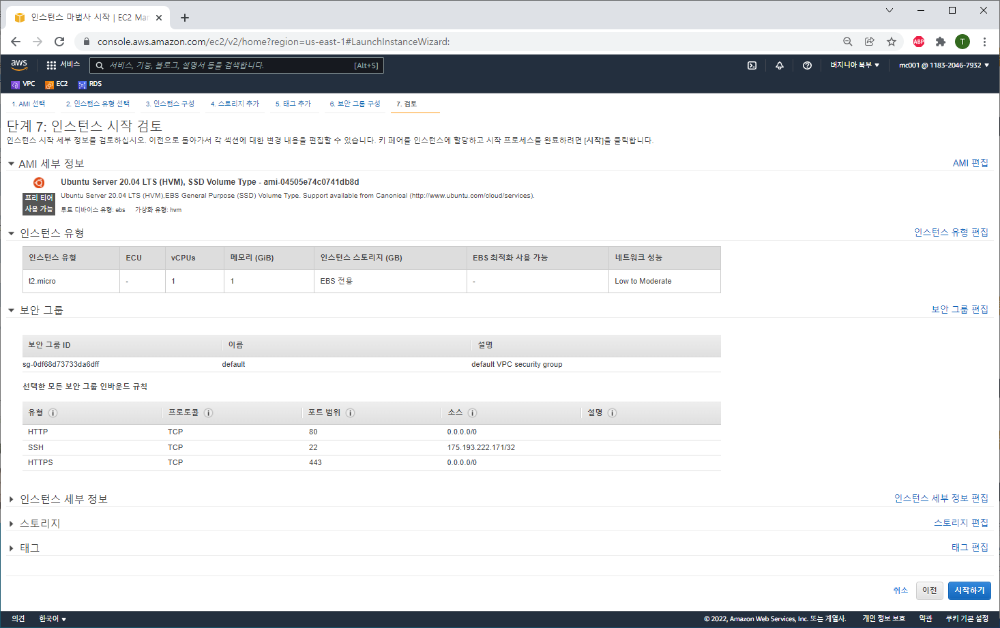 인스턴스 마법사 시작 | EC2 Mar
console.aws.amazon.com/ec2/v2/home?region=us-east-1#LaunchInstanceWizard:
ABP
T
aws 서비스 서비스, 기능, 블로그, 설명서 등을 검색합니다. [Alt+S] 버지니아 북부 mc001 @ 1183-2046-7932
VPC EC2 RDS
1. AMI 선택 2. 인스턴스 유형 선택 3. 인스턴스 구성 4. 스토리지 추가 5. 태그 추가 6. 보안 그룹 구성 7. 검토
단계 7: 인스턴스 시작 검토
인스턴스 시작 세부 정보를 검토하십시오. 이전으로 돌아가서 각 섹션에 대한 변경 내용을 편집할 수 있습니다. 키 페어를 인스턴스에 할당하고 시작 프로세스를 완료하려면 [시작]을 클릭합니다.
AMI 세부 정보 AMI 편집
Ubuntu Server 20.04 LTS (HVM), SSD Volume Type - ami-04505e74c0741db8d
프리 티어
사용 가능
Ubuntu Server 20.04 LTS (HVM),EBS General Purpose (SSD) Volume Type. Support available from Canonical (http://www.ubuntu.com/cloud/services).
루트 디바이스 유형: ebs 가상화 유형: hvm
인스턴스 유형 인스턴스 유형 편집
인스턴스 유형 ECU vCPUs 메모리 (GiB) 인스턴스 스토리지 (GB) EBS 최적화 사용 가능 네트워크 성능
t2.micro - 1 1 EBS 전용 - Low to Moderate
보안 그룹 보안 그룹 편집
보안 그룹 ID 이름 설명
sg-0df68d73733da6dff default default VPC security group
선택한 모든 보안 그룹 인바운드 규칙
유형 프로토콜 포트 범위 소스 설명
HTTP TCP 80 0.0.0.0/0
SSH TCP 22 175.193.222.171/32
HTTPS TCP 443 0.0.0.0/0
인스턴스 세부 정보 인스턴스 세부 정보 편집
스토리지 스토리지 편집
태그 태그 편집
취소 이전 시작하기
의견 한국어 © 2022, Amazon Web Services, Inc. 또는 계열사. 개인 정보 보호 약관 쿠키 기본 설정